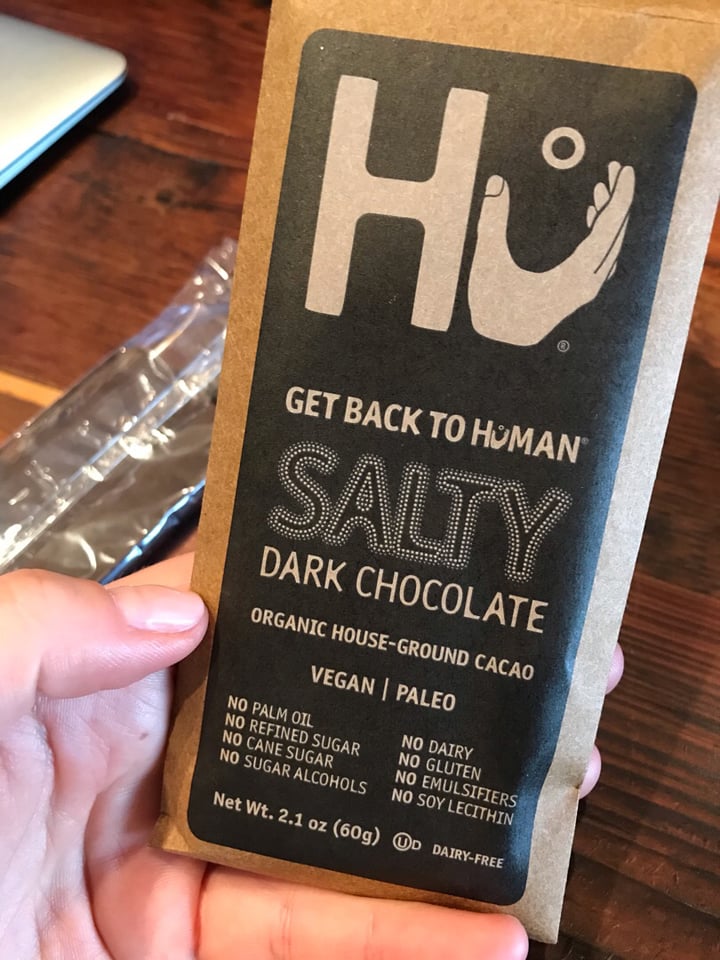 Hu
®
GET BACK TO HUMAN®
SALTY
DARK CHOCOLATE
ORGANIC HOUSE-GROUND CACAO
VEGAN | PALEO
NO PALM OIL
NO REFINED SUGAR
NO CANE SUGAR
NO SUGAR ALCOHOLS
NO DAIRY
NO GLUTEN
NO EMULSIFIERS
NO SOY LECITHIN
Net Wt. 2.1 oz (60g) ⓊD DAIRY-FREE